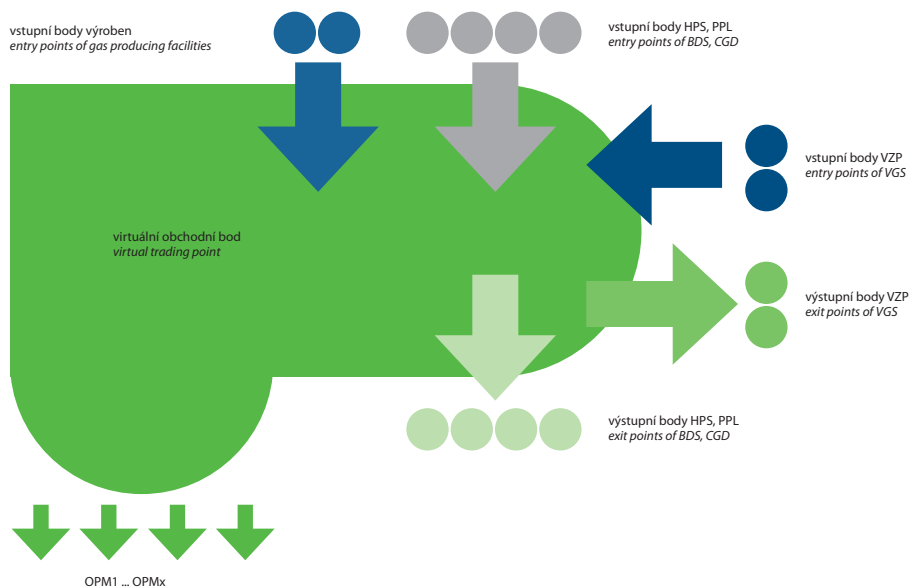 vstupní body výroben
entry points of gas producing facilities
vstupní body HPS, PPL
entry points of BDS, CGD
vstupní body VZP
entry points of VGS
virtuální obchodní bod
virtual trading point
výstupní body VZP
exit points of VGS
výstupní body HPS, PPL
exit points of BDS, CGD
OPM1 ... OPMx